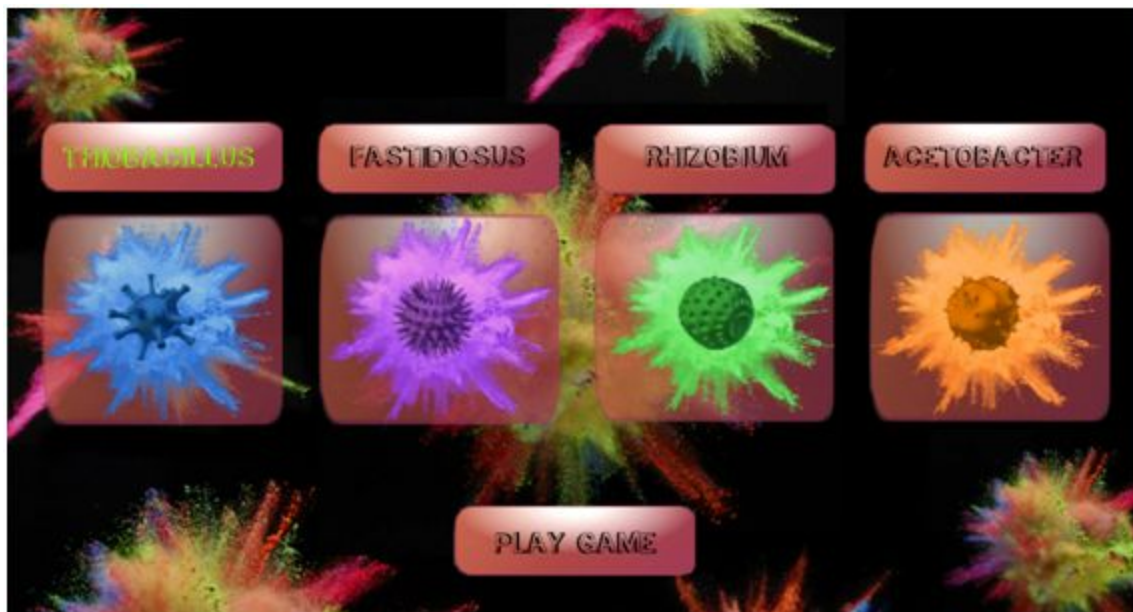 THIOBACILLUS
FASTIDIOSUS
RHIZOBIUM
ACETOBACTER
PLAY GAME